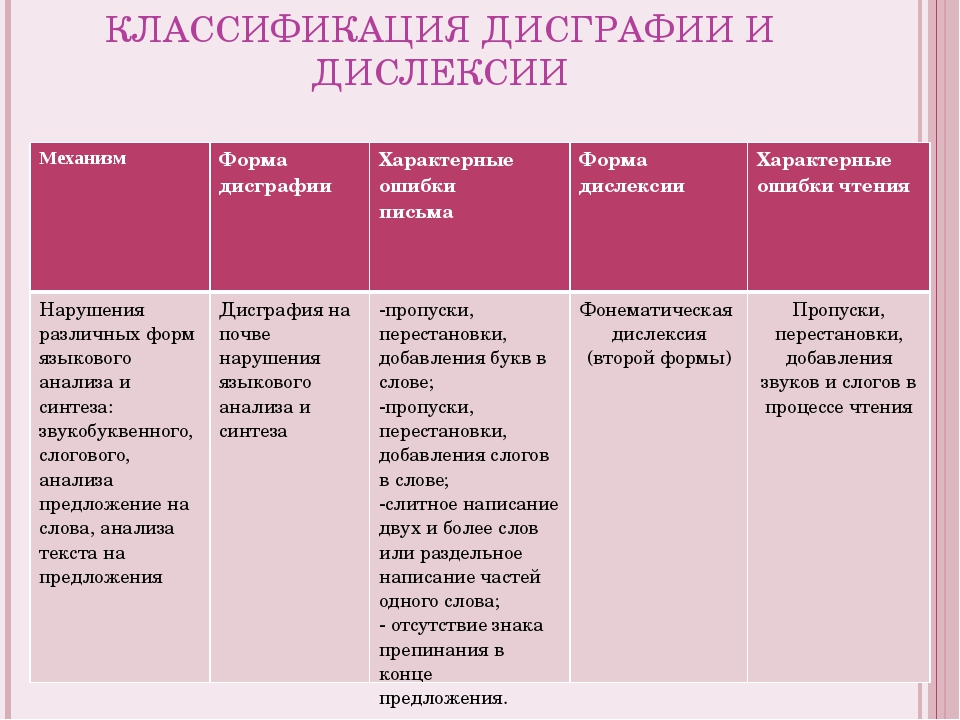 КЛАССИФИКАЦИЯ ДИСГРАФИИ И
ДИСЛЕКСИИ
Механизм
Форма
дисграфии
Характерные
ошибки
письма
Форма
дислексии
Характерные
ошибки чтения
Нарушения
различных форм
языкового
анализа и
синтеза:
звукобуквенного,
слогового,
анализа
предложение на
слова, анализа
текста на
предложения
Дисграфия на
почве
нарушения
языкового
анализа и
синтеза
-пропуски,
перестановки,
добавления букв в
слове;
-пропуски,
перестановки,
добавления слогов
в слове;
-слитное написание
двух и более слов
или раздельное
написание частей
одного слова;
- отсутствие знака
препинания в
конце
предложения.
Фонематическая
дислексия
(второй формы)
Пропуски,
перестановки,
добавления
звуков и слогов в
процессе чтения